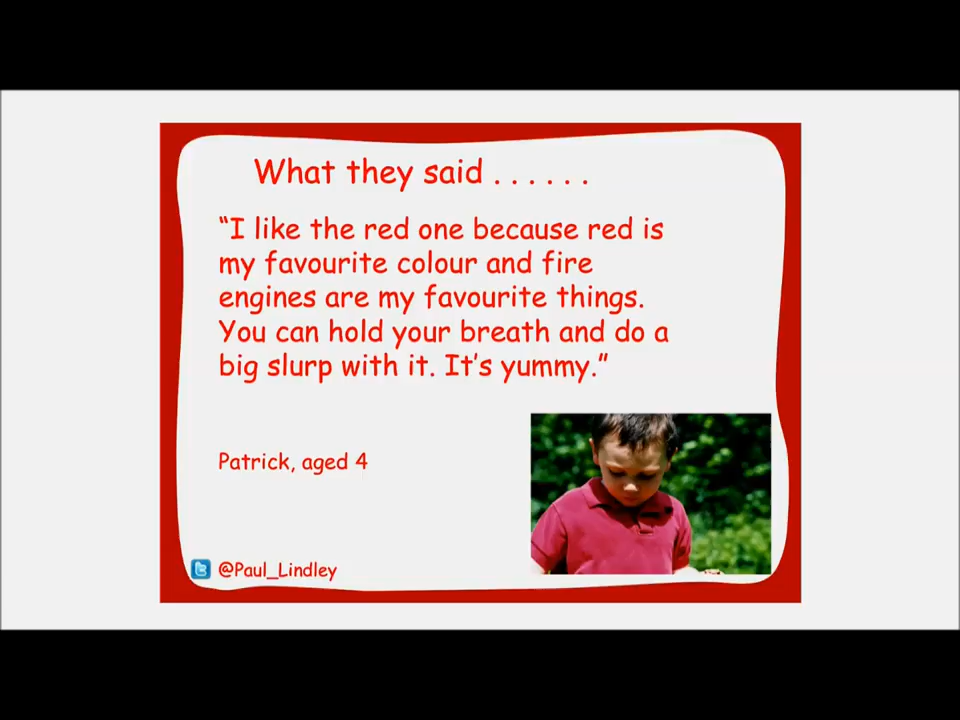 What they said . . . . . .
“I like the red one because red is
my favourite colour and fire
engines are my favourite things.
You can hold your breath and do a
big slurp with it. It’s yummy.”
Patrick, aged 4
@Paul_Lindley